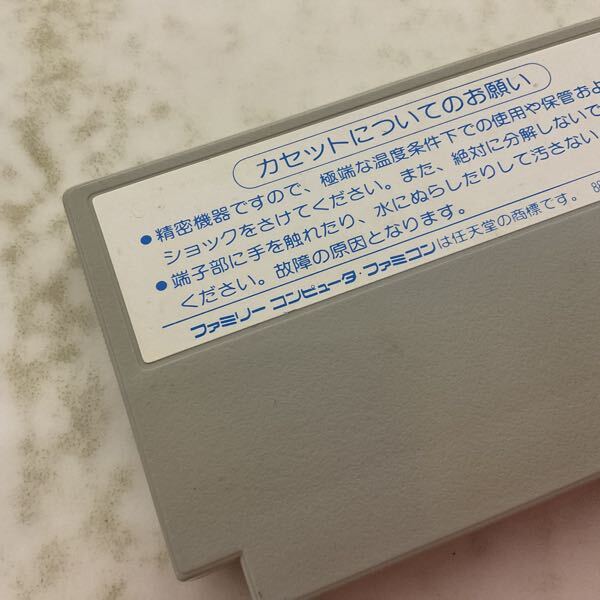 カセットについてのお願い
●精密機器ですので、極端な温度条件下での使用や保管およ
ショックをさけてください。また、絶対に分解しないで
●端子部に手を触れたり、水にぬらしたりして汚さない
ください。故障の原因となります。
ファミリーコンピュータ・ファミコンは任天堂の商標です。